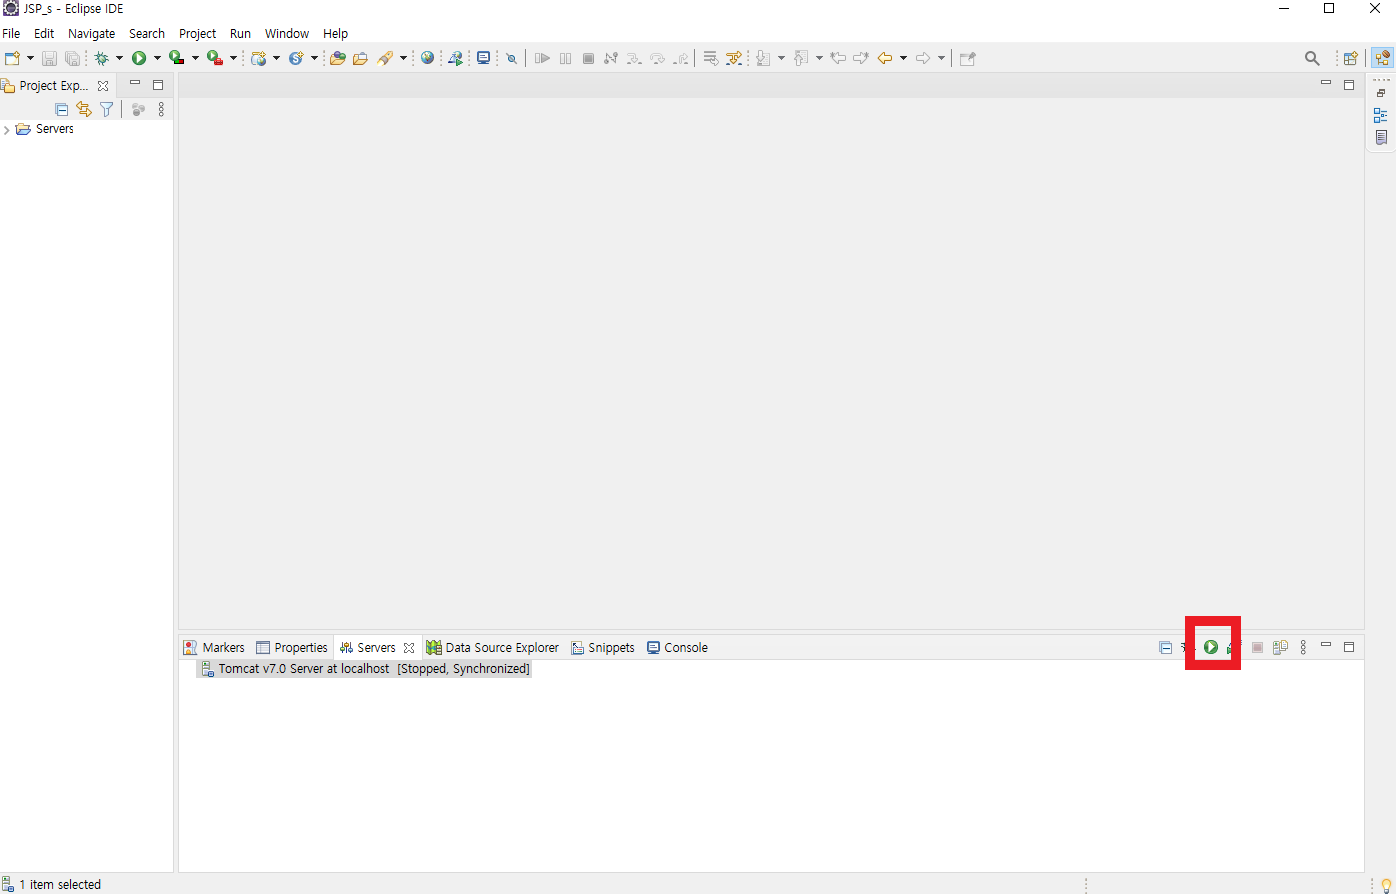 JSP_s - Eclipse IDE
File Edit Navigate Search Project Run Window Help
Project Exp...
Servers
Markers Properties Servers Data Source Explorer Snippets Console
Tomcat v7.0 Server at localhost [Stopped, Synchronized]
1 item selected